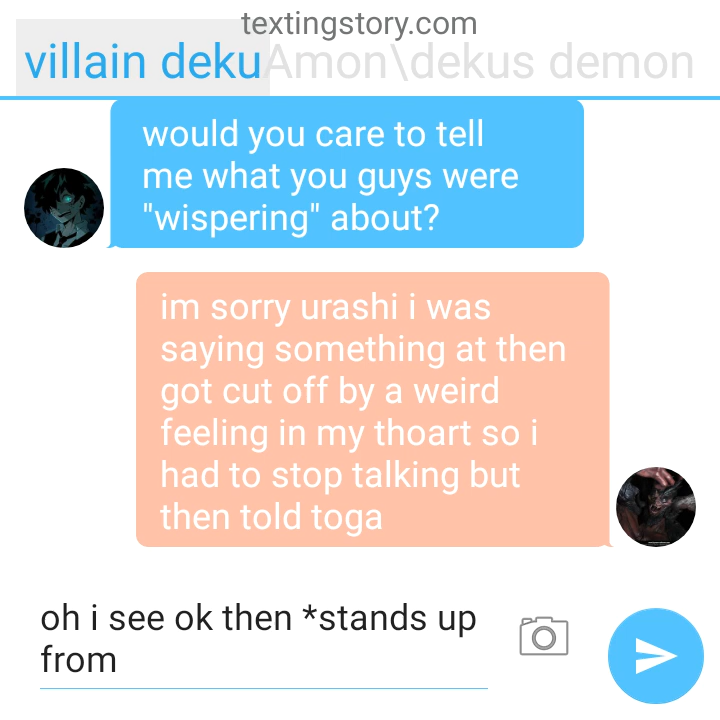 textingstory.com
villain deku Amon\dekus demon
would you care to tell
me what you guys were
"wispering" about?
im sorry urashi i was
saying something at then
got cut off by a weird
feeling in my thoart so i
had to stop talking but
then told toga
oh i see ok then *stands up
from